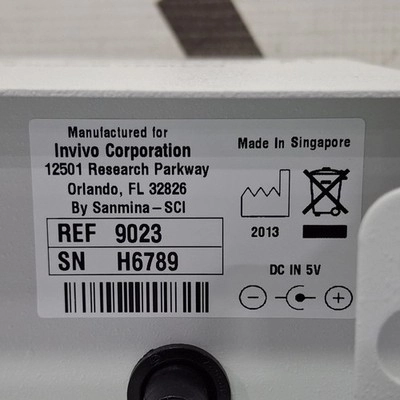 Manufactured for
Invivo Corporation
12501 Research Parkway
Orlando, FL 32826
By Sanmina-SCI
REF 9023
SN H6789
Made In Singapore
2013
DC IN 5V